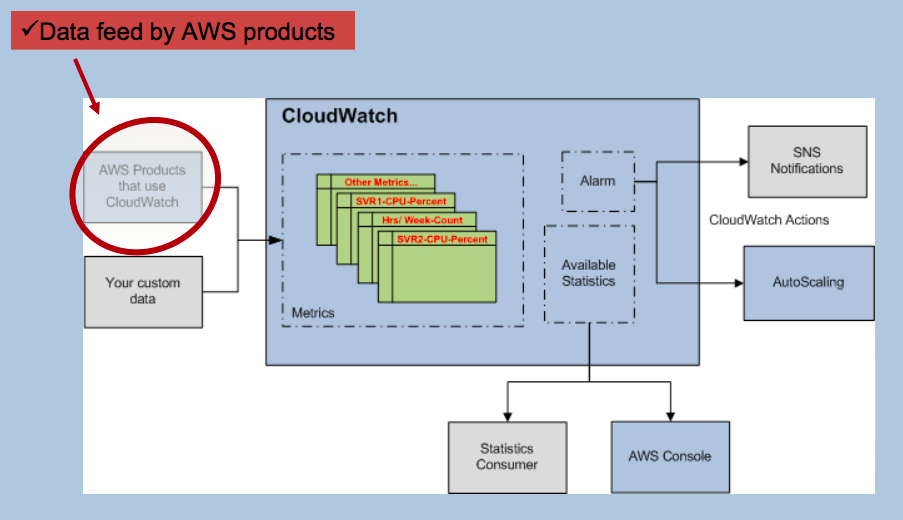 ✓Data feed by AWS products
CloudWatch
AWS Products
that use
CloudWatch
Your custom
data
Other Metrics...
SVR1-CPU-Percent
Hrs/ Week-Count
SVR2-CPU-Percent
Metrics
Alarm
Available
Statistics
SNS
Notifications
CloudWatch Actions
AutoScaling
Statistics
Consumer
AWS Console